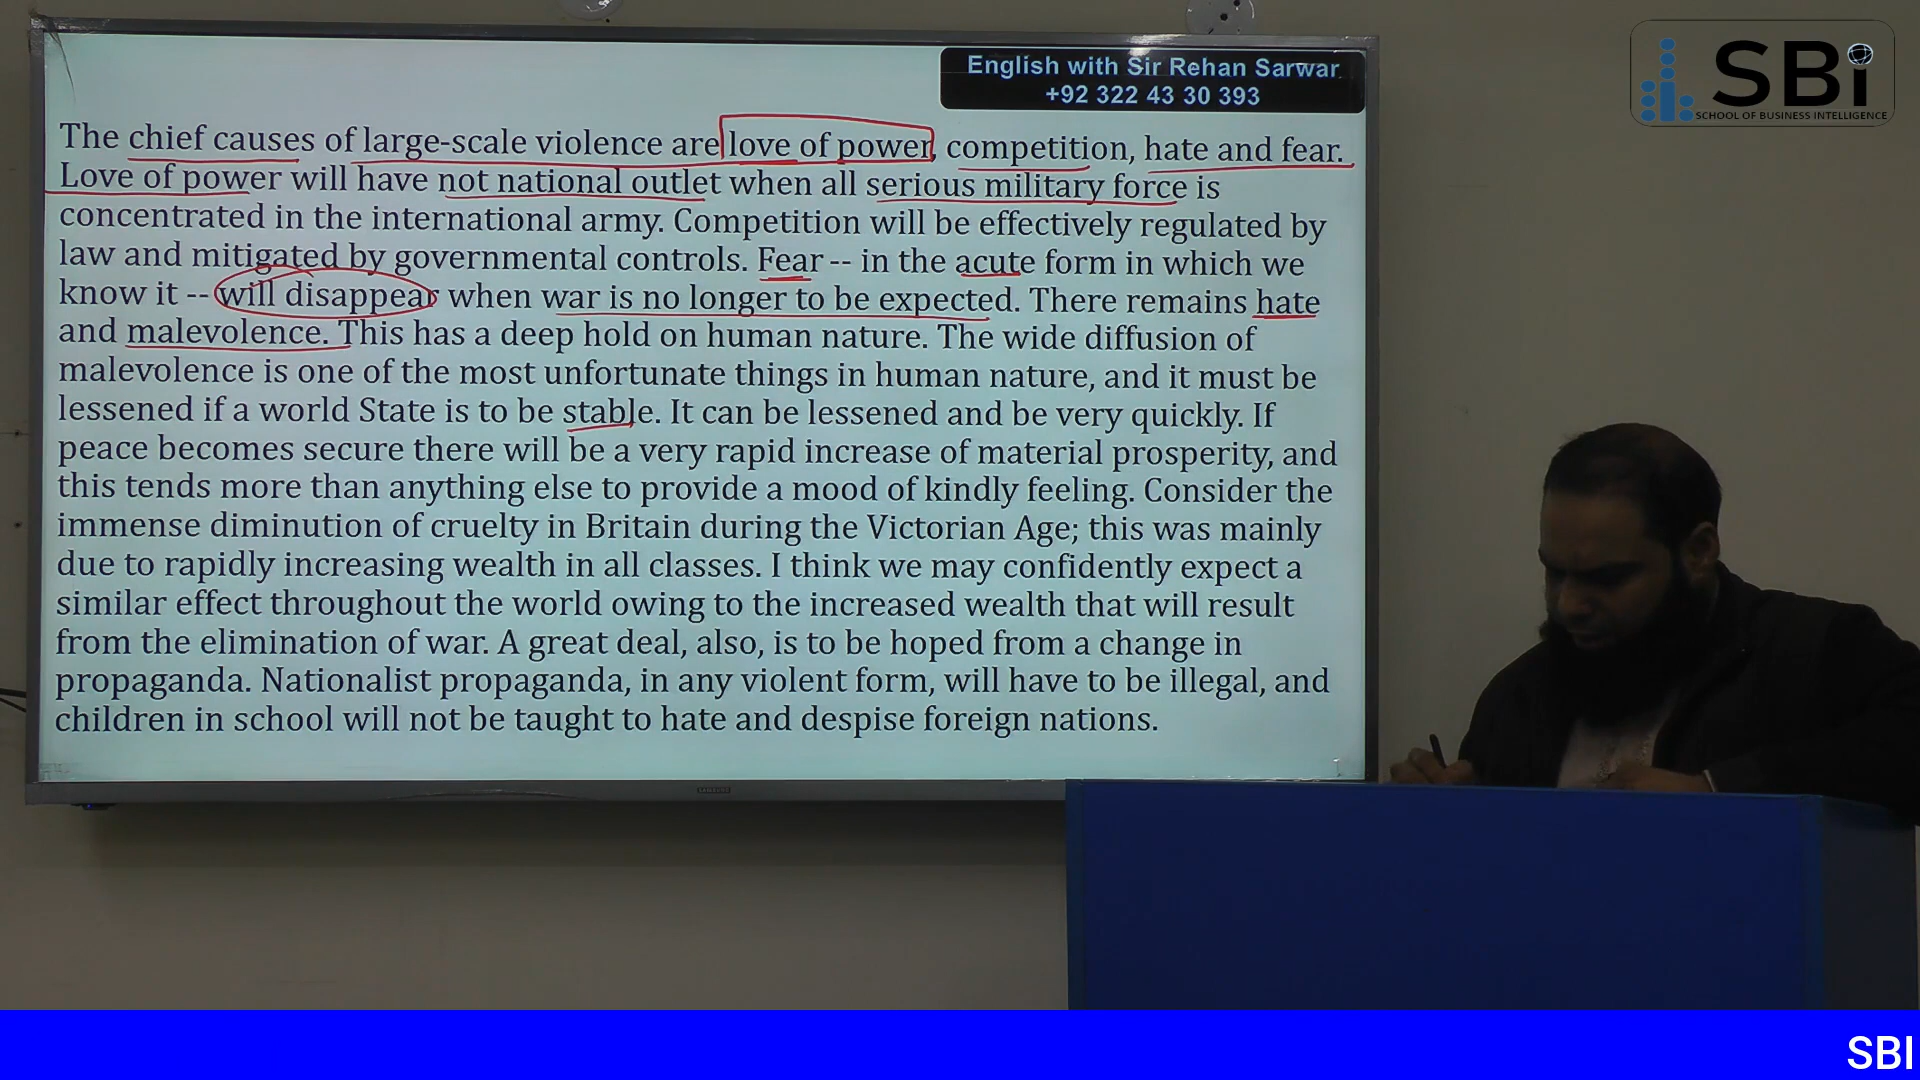 English with Sir Rehan Sarwar
+92 322 43 30 393
SBi
SCHOOL OF BUSINESS INTELLIGENCE
The chief causes of large-scale violence are love of power, competition, hate and fear.
Love of power will have not national outlet when all serious military force is
concentrated in the international army. Competition will be effectively regulated by
law and mitigated by governmental controls. Fear -- in the acute form in which we
know it -- will disappear when war is no longer to be expected. There remains hate
and malevolence. This has a deep hold on human nature. The wide diffusion of
malevolence is one of the most unfortunate things in human nature, and it must be
lessened if a world State is to be stable. It can be lessened and be very quickly. If
peace becomes secure there will be a very rapid increase of material prosperity, and
this tends more than anything else to provide a mood of kindly feeling. Consider the
immense diminution of cruelty in Britain during the Victorian Age; this was mainly
due to rapidly increasing wealth in all classes. I think we may confidently expect a
similar effect throughout the world owing to the increased wealth that will result
from the elimination of war. A great deal, also, is to be hoped from a change in
propaganda. Nationalist propaganda, in any violent form, will have to be illegal, and
children in school will not be taught to hate and despise foreign nations.
SAMSUNG
SBI